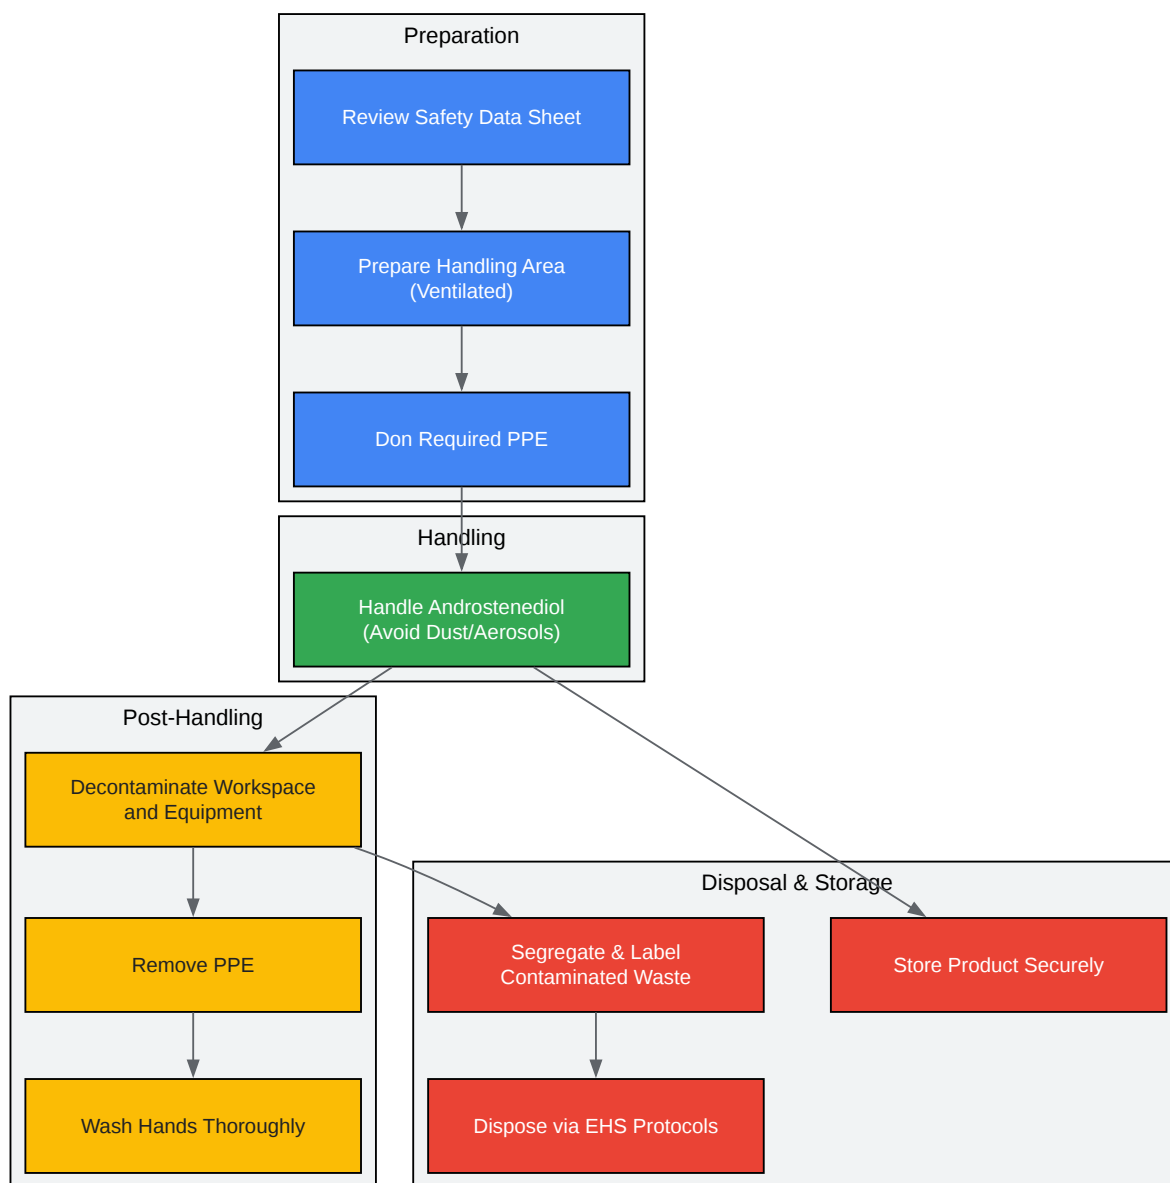 Preparation
Review Safety Data Sheet
Prepare Handling Area
(Ventilated)
Don Required PPE
Handling
Handle Androstenediol
(Avoid Dust/Aerosols)
Post-Handling
Decontaminate Workspace
and Equipment
Remove PPE
Wash Hands Thoroughly
Disposal & Storage
Segregate & Label
Contaminated Waste
Store Product Securely
Dispose via EHS Protocols